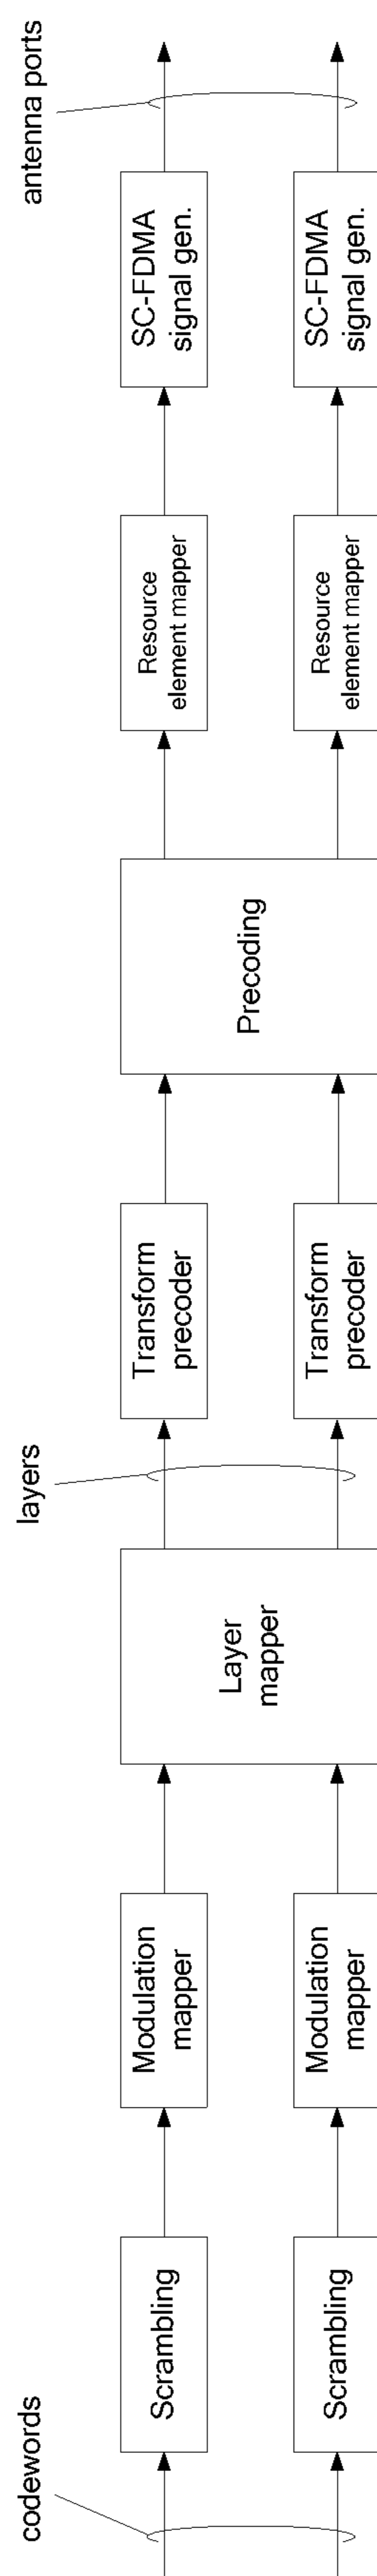 codewords
layers
antenna ports
Scrambling
Modulation
mapper
Layer
mapper
Transform
precoder
Precoding
Resource
element mapper
SC-FDMA
signal gen.
Scrambling
Modulation
mapper
Transform
precoder
Resource
element mapper
SC-FDMA
signal gen.